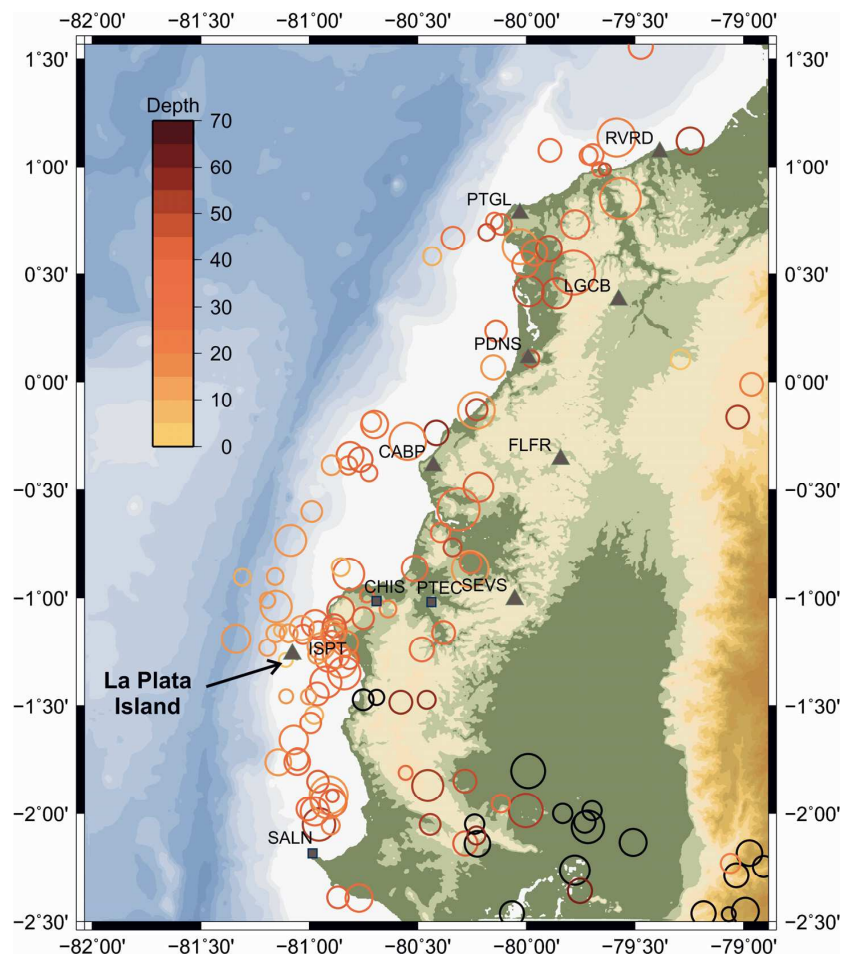 −82°00' −81°30' −81°00' −80°30' −80°00' −79°30' −79°00'
1°30' 1°30'
Depth
70
60
50
40
30
20
10
0
RVRD
1°00' 1°00'
PTGL
0°30' 0°30'
LGCB
PDNS
0°00' 0°00'
CABP
FLFR
−0°30' −0°30'
CHIS
PTEC
SEVS
−1°00' −1°00'
ISPT
La Plata
Island
−1°30' −1°30'
−2°00' −2°00'
SALN
−2°30' −2°30'
−82°00' −81°30' −81°00' −80°30' −80°00' −79°30' −79°00'